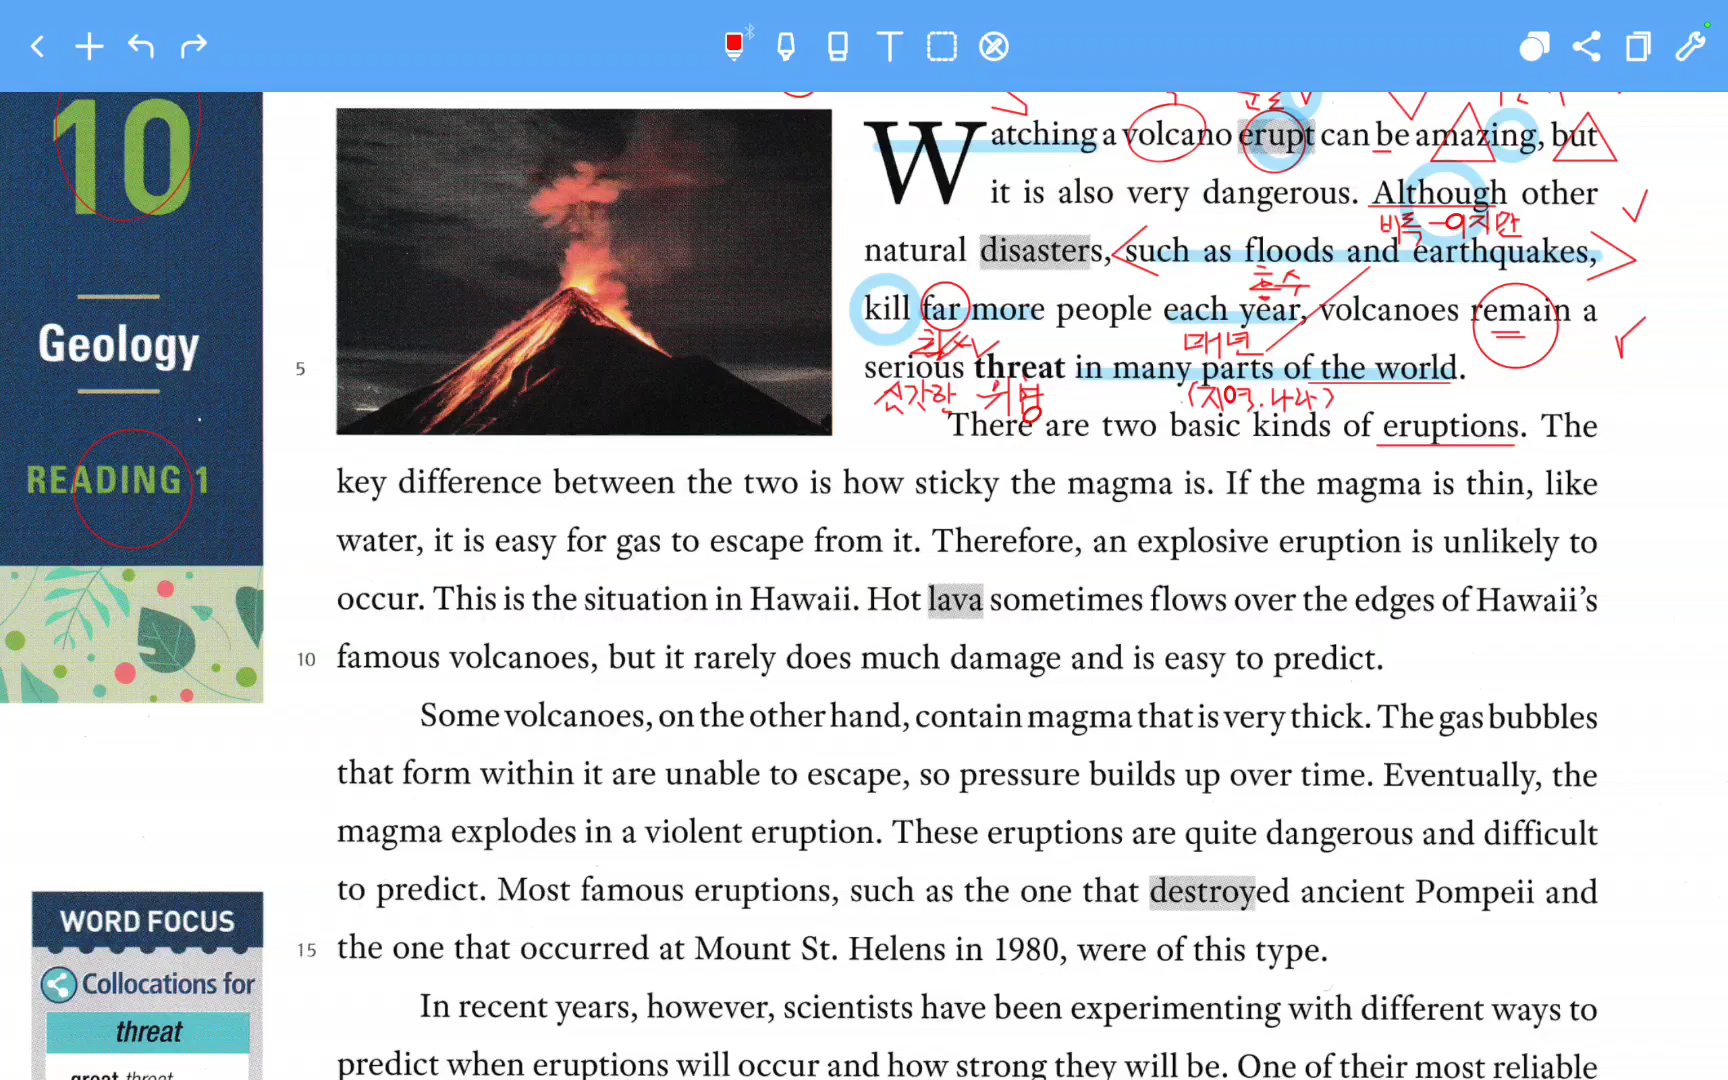 10
Geology
READING 1
WORD FOCUS
Collocations for
threat
great threat
Watching a volcano erupt can be amazing, but
it is also very dangerous. Although other
비록 -이지만
natural disasters, such as floods and earthquakes,
홍수
kill far more people each year, volcanoes remain a
훨씬
매년
5
serious threat in many parts of the world.
심각한 위협
(지역. 나라)
There are two basic kinds of eruptions. The
key difference between the two is how sticky the magma is. If the magma is thin, like
water, it is easy for gas to escape from it. Therefore, an explosive eruption is unlikely to
occur. This is the situation in Hawaii. Hot lava sometimes flows over the edges of Hawaii's
10
famous volcanoes, but it rarely does much damage and is easy to predict.
Some volcanoes, on the other hand, contain magma that is very thick. The gas bubbles
that form within it are unable to escape, so pressure builds up over time. Eventually, the
magma explodes in a violent eruption. These eruptions are quite dangerous and difficult
to predict. Most famous eruptions, such as the one that destroyed ancient Pompeii and
15
the one that occurred at Mount St. Helens in 1980, were of this type.
In recent years, however, scientists have been experimenting with different ways to
predict when eruptions will occur and how strong they will be. One of their most reliable